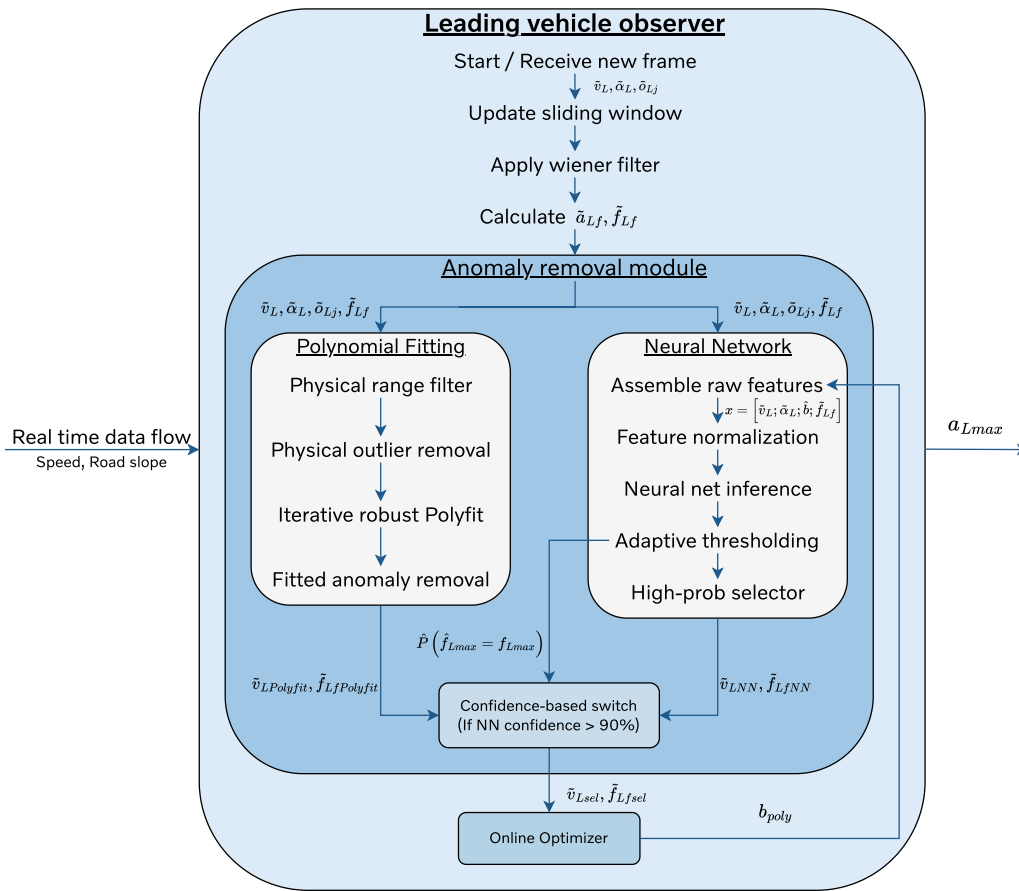 Leading vehicle observer
Start / Receive new frame
ṽ_L, α̃_L, õ_Lj
Update sliding window
Apply wiener filter
Calculate ã_Lf, f̃_Lf
Anomaly removal module
ṽ_L, α̃_L, õ_Lj, f̃_Lf
ṽ_L, α̃_L, õ_Lj, f̃_Lf
Polynomial Fitting
Physical range filter
Physical outlier removal
Iterative robust Polyfit
Fitted anomaly removal
Neural Network
Assemble raw features
x = [ṽ_L; α̃_L; b̂; f̃_Lf]
Feature normalization
Neural net inference
Adaptive thresholding
High-prob selector
Real time data flow
Speed, Road slope
a_Lmax
P̂ (f̂_Lmax = f_Lmax)
ṽ_LPolyfit, f̃_LfPolyfit
ṽ_LNN, f̃_LfNN
Confidence-based switch
(If NN confidence > 90%)
ṽ_Lsel, f̃_Lfsel
b_poly
Online Optimizer